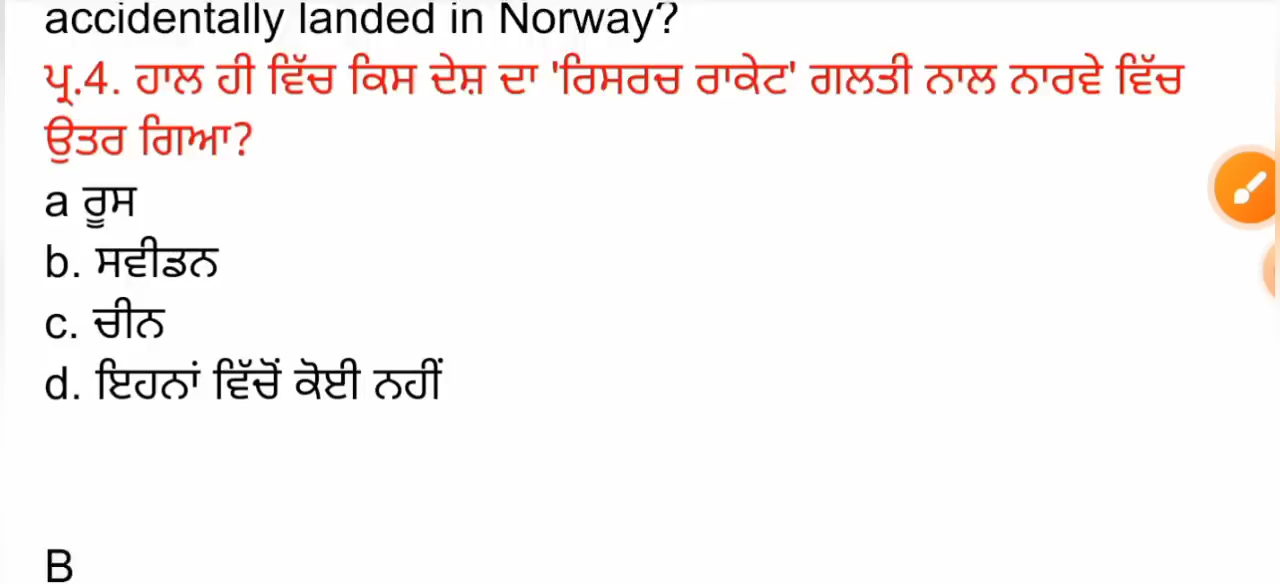 accidentally landed in Norway?
ਪ੍ਰ.4. ਹਾਲ ਹੀ ਵਿੱਚ ਕਿਸ ਦੇਸ਼ ਦਾ 'ਰਿਸਰਚ ਰਾਕੇਟ' ਗਲਤੀ ਨਾਲ ਨਾਰਵੇ ਵਿੱਚ
ਉਤਰ ਗਿਆ?
a ਰੂਸ
b. ਸਵੀਡਨ
c. ਚੀਨ
d. ਇਹਨਾਂ ਵਿੱਚੋਂ ਕੋਈ ਨਹੀਂ
B